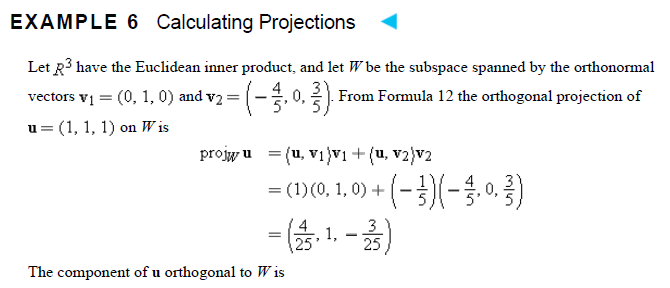 EXAMPLE 6 Calculating Projections
Let R³ have the Euclidean inner product, and let W be the subspace spanned by the orthonormal
vectors v₁ = (0, 1, 0) and v₂ = (−4/5, 0, 3/5). From Formula 12 the orthogonal projection of
u = (1, 1, 1) on W is
proj_W u = ⟨u, v₁⟩v₁ + ⟨u, v₂⟩v₂
= (1)(0, 1, 0) + (−1/5)(−4/5, 0, 3/5)
= (4/25, 1, −3/25)
The component of u orthogonal to W is